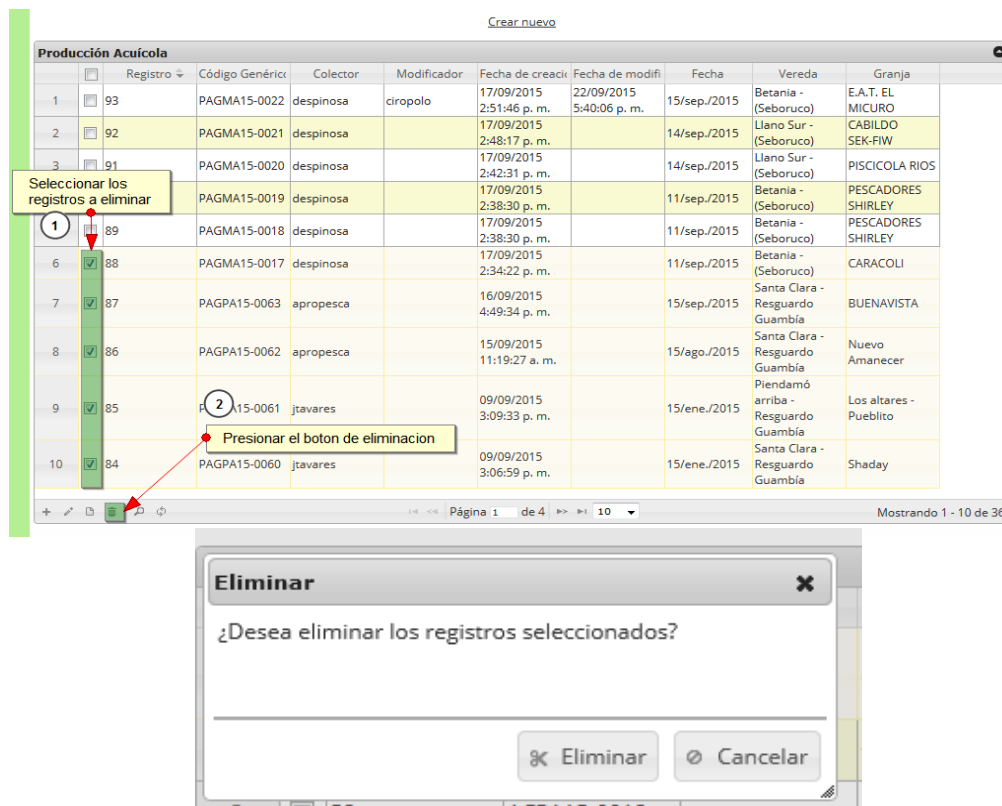 Crear nuevo
Producción Acuícola
Registro Código Genéric Colector Modificador Fecha de creació Fecha de modifi Fecha Vereda Granja
1 93 PAGMA15-0022 despinosa ciropolo 17/09/2015 2:51:46 p. m. 22/09/2015 5:40:06 p. m. 15/sep./2015 Betania - (Seboruco) E.A.T. EL MICURO
2 92 PAGMA15-0021 despinosa 17/09/2015 2:48:17 p. m. 14/sep./2015 Llano Sur - (Seboruco) CABILDO SEK-FIW
3 91 PAGMA15-0020 despinosa 17/09/2015 2:42:31 p. m. 14/sep./2015 Llano Sur - (Seboruco) PISCICOLA RIOS
Seleccionar los
registros a eliminar
PAGMA15-0019 despinosa 17/09/2015 2:38:30 p. m. 11/sep./2015 Betania - (Seboruco) PESCADORES SHIRLEY
1
89 PAGMA15-0018 despinosa 17/09/2015 2:38:30 p. m. 11/sep./2015 Betania - (Seboruco) PESCADORES SHIRLEY
6 88 PAGMA15-0017 despinosa 17/09/2015 2:34:22 p. m. 11/sep./2015 Betania - (Seboruco) CARACOLI
7 87 PAGPA15-0063 apropesca 16/09/2015 4:49:34 p. m. 15/sep./2015 Santa Clara - Resguardo Guambía BUENAVISTA
8 86 PAGPA15-0062 apropesca 15/09/2015 11:19:27 a. m. 15/ago./2015 Santa Clara - Resguardo Guambía Nuevo Amanecer
9 85 15-0061 jtavares 09/09/2015 3:09:33 p. m. 15/ene./2015 Piendamó arriba - Resguardo Guambía Los altares - Pueblito
2
Presionar el boton de eliminacion
10 84 PAGPA15-0060 jtavares 09/09/2015 3:06:59 p. m. 15/ene./2015 Santa Clara - Resguardo Guambía Shaday
Página 1 de 4 10 Mostrando 1 - 10 de 36
Eliminar
¿Desea eliminar los registros seleccionados?
Eliminar Cancelar